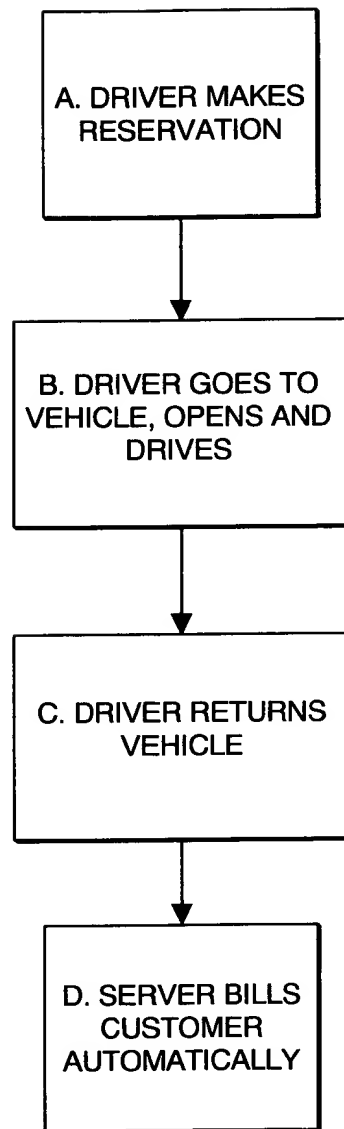 A. DRIVER MAKES
RESERVATION
B. DRIVER GOES TO
VEHICLE, OPENS AND
DRIVES
C. DRIVER RETURNS
VEHICLE
D. SERVER BILLS
CUSTOMER
AUTOMATICALLY